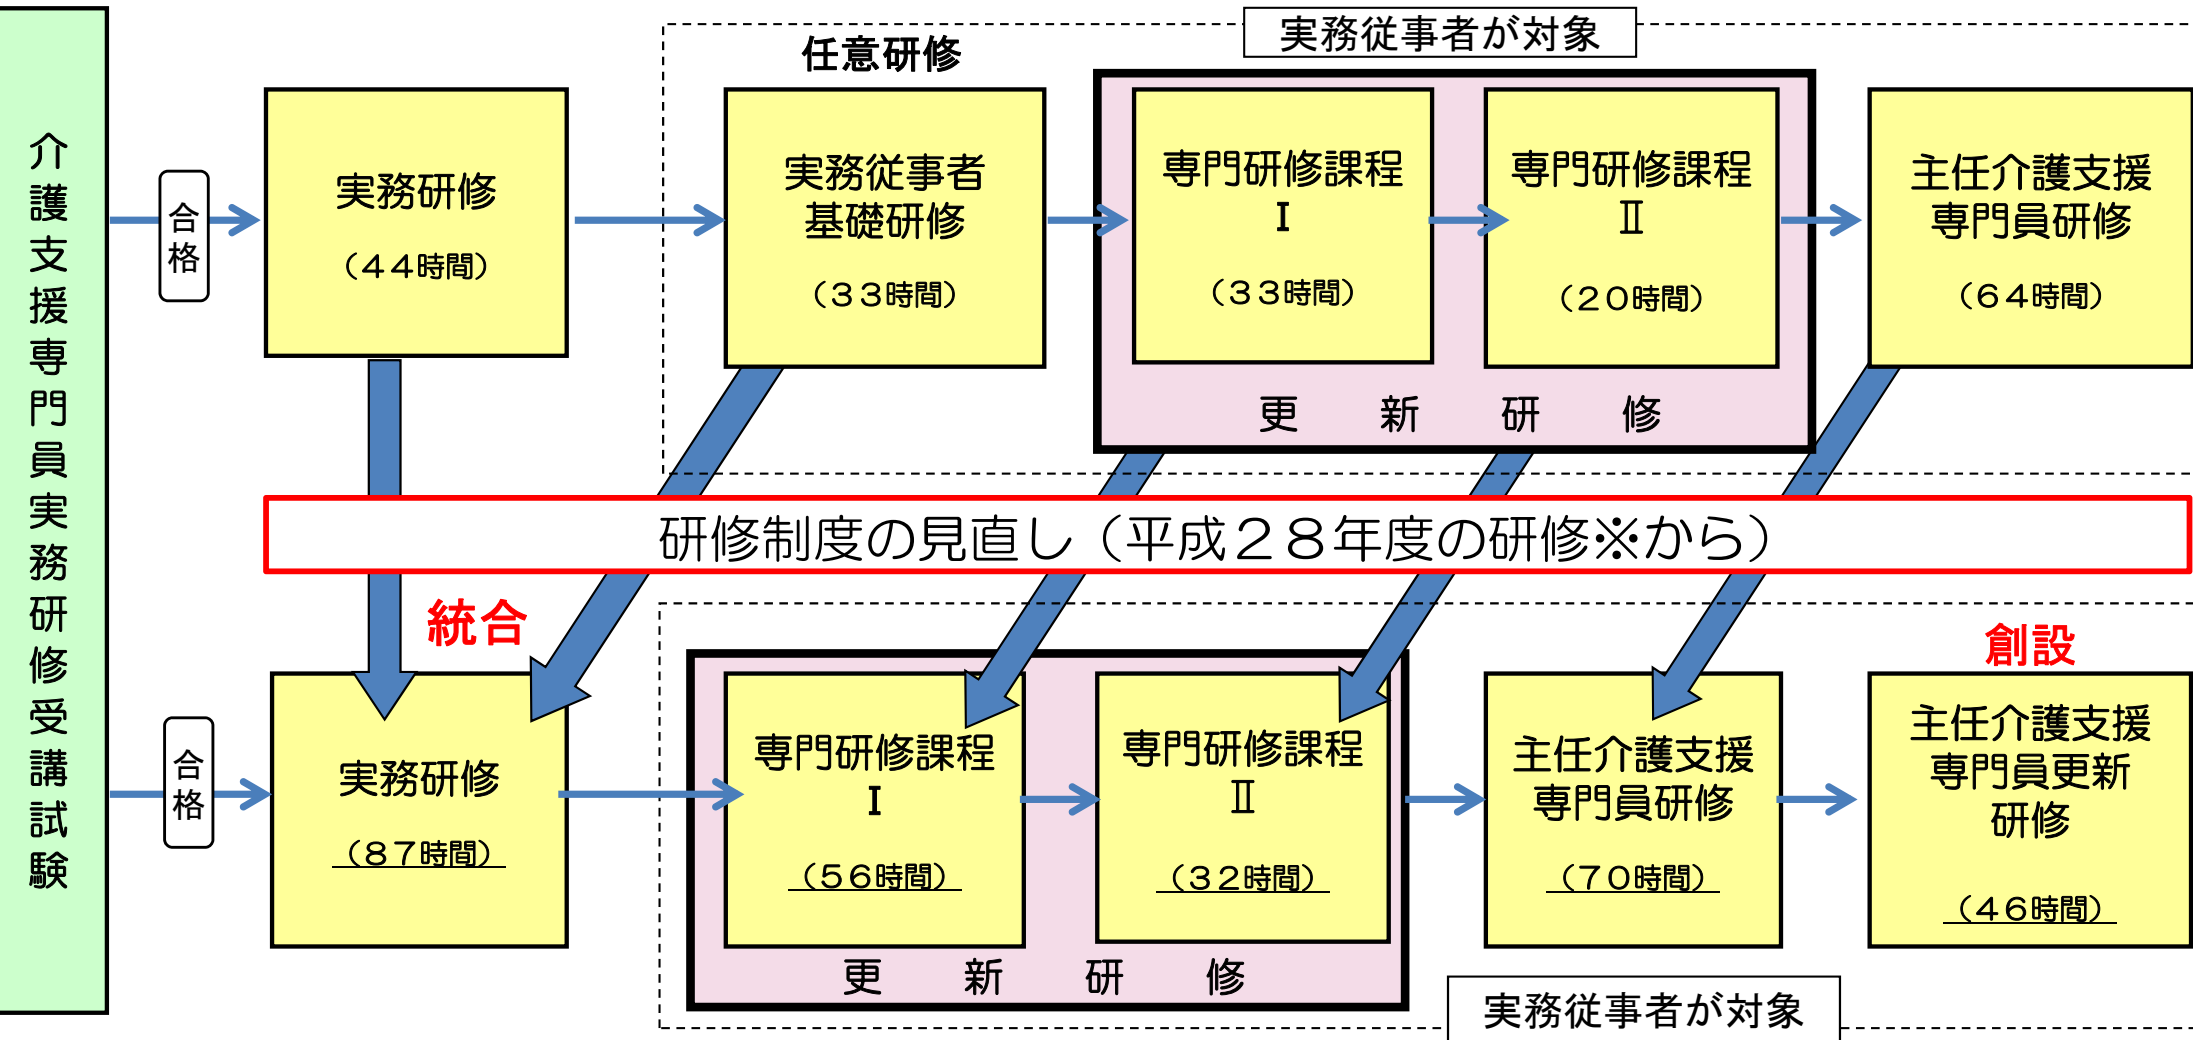 介護支援専門員実務研修受講試験
合格
実務研修
（４４時間）
実務従事者が対象
任意研修
実務従事者
基礎研修
（３３時間）
専門研修課程
Ⅰ
（３３時間）
専門研修課程
Ⅱ
（２０時間）
更新研修
主任介護支援
専門員研修
（６４時間）
研修制度の見直し（平成２８年度の研修※から）
統合
合格
実務研修
（８７時間）
専門研修課程
Ⅰ
（５６時間）
専門研修課程
Ⅱ
（３２時間）
更新研修
主任介護支援
専門員研修
（７０時間）
創設
主任介護支援
専門員更新
研修
（４６時間）
実務従事者が対象